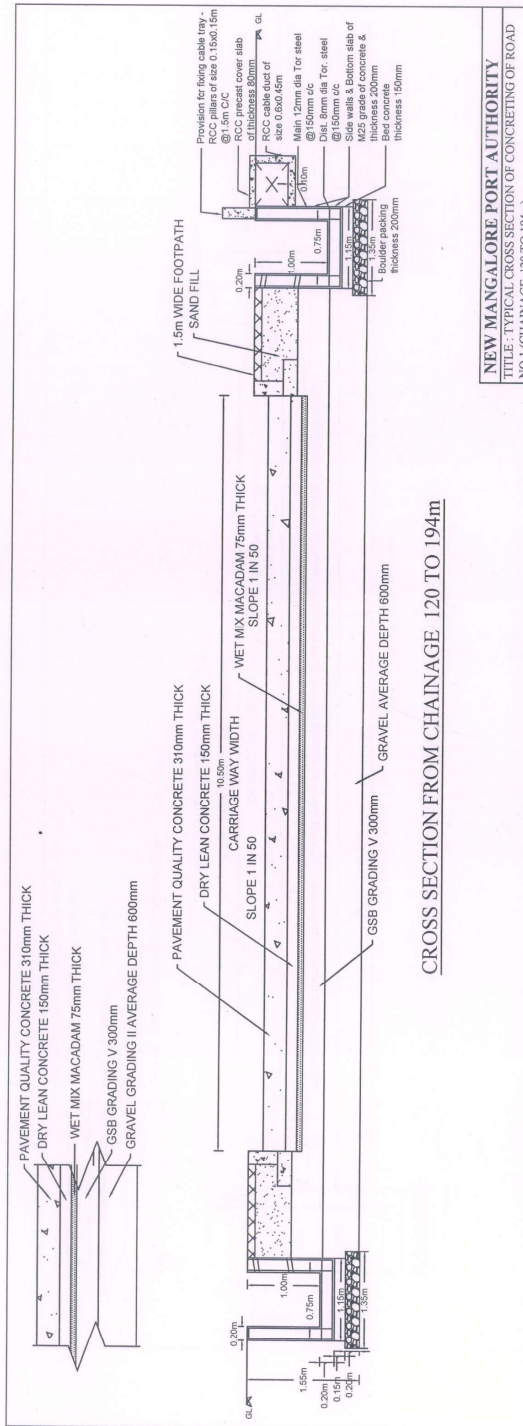 PAVEMENT QUALITY CONCRETE 310mm THICK
DRY LEAN CONCRETE 150mm THICK
WET MIX MACADAM 75mm THICK
GSB GRADING V 300mm
GRAVEL GRADING II AVERAGE DEPTH 600mm
PAVEMENT QUALITY CONCRETE 310mm THICK
DRY LEAN CONCRETE 150mm THICK
10.50m
CARRIAGE WAY WIDTH
SLOPE 1 IN 50
WET MIX MACADAM 75mm THICK
SLOPE 1 IN 50
1.5m WIDE FOOTPATH
SAND FILL
Provision for fixing cable tray -
RCC pillars of size 0.15x0.15m
@1.5m C/C
RCC precast cover slab
of thickness 80mm
GL
RCC cable duct of
size 0.6x0.45m
Main 12mm dia Tor steel
@150mm c/c
Dist. 8mm dia Tor. steel
@150mm c/c
Side walls & Bottom slab of
M25 grade of concrete &
thickness 200mm
Bed concrete
thickness 150mm
0.10m
0.20m
1.00m
0.75m
1.15m
1.35m
Boulder packing
thickness 200mm
GL
0.20m
1.00m
0.75m
1.15m
1.35m
1.55m
0.20m
0.15m
0.20m
GSB GRADING V 300mm
GRAVEL AVERAGE DEPTH 600mm
CROSS SECTION FROM CHAINAGE 120 TO 194m
NEW MANGALORE PORT AUTHORITY
TITLE : TYPICAL CROSS SECTION OF CONCRETING OF ROAD
NO.1 (CHAINAGE 120 TO 194m)